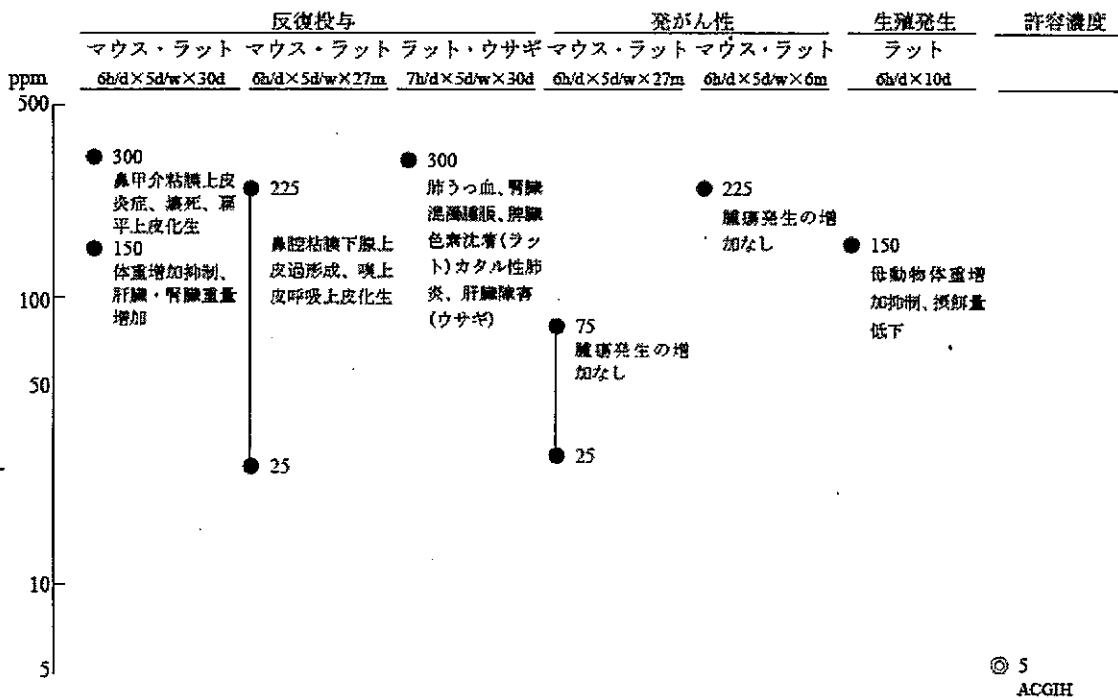 反復投与 発がん性 生殖発生 許容濃度
マウス・ラット マウス・ラット ラット・ウサギ マウス・ラット マウス・ラット ラット
ppm 6h/d×5d/w×30d 6h/d×5d/w×27m 7h/d×5d/w×30d 6h/d×5d/w×27m 6h/d×5d/w×6m 6h/d×10d
500
300
鼻甲介粘膜上皮
炎症、壊死、扁
平上皮化生
150
体重増加抑制、
肝臓・腎臓重量
増加
225
鼻腔粘膜下腺上
皮過形成、嗅上
皮呼吸上皮化生
25
300
肺うっ血、腎臓
混濁腫脹、脾臓
色素沈着(ラッ
ト)カタル性肺
炎、肝臓障害
(ウサギ)
75
腫瘍発生の増
加なし
25
225
腫瘍発生の増
加なし
150
母動物体重増
加抑制、摂餌量
低下
100
50
10
5
5
ACGIH